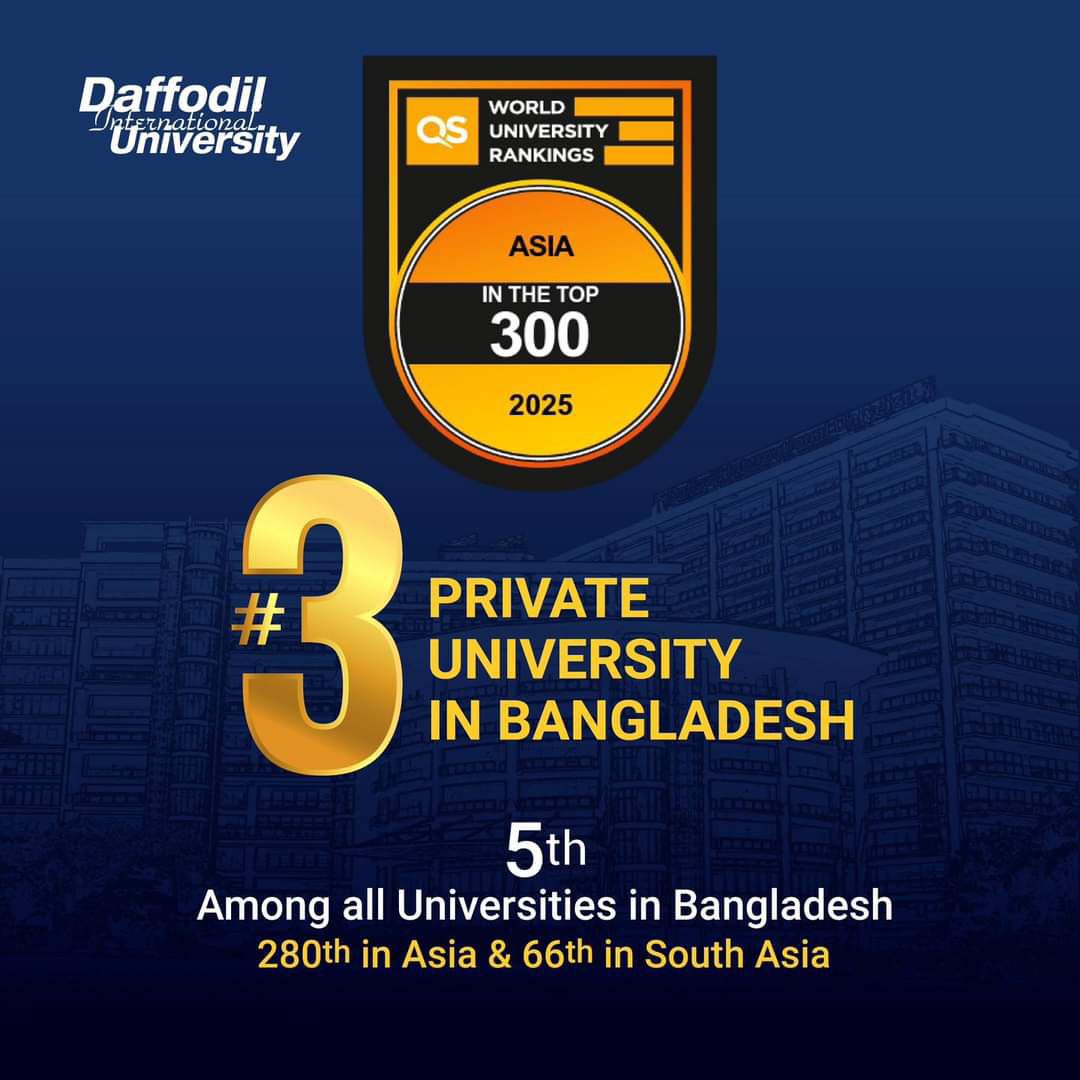 Daffodil
International
University
QS
WORLD
UNIVERSITY
RANKINGS
ASIA
IN THE TOP
300
2025
#3
PRIVATE
UNIVERSITY
IN BANGLADESH
5th
Among all Universities in Bangladesh
280th in Asia & 66th in South Asia